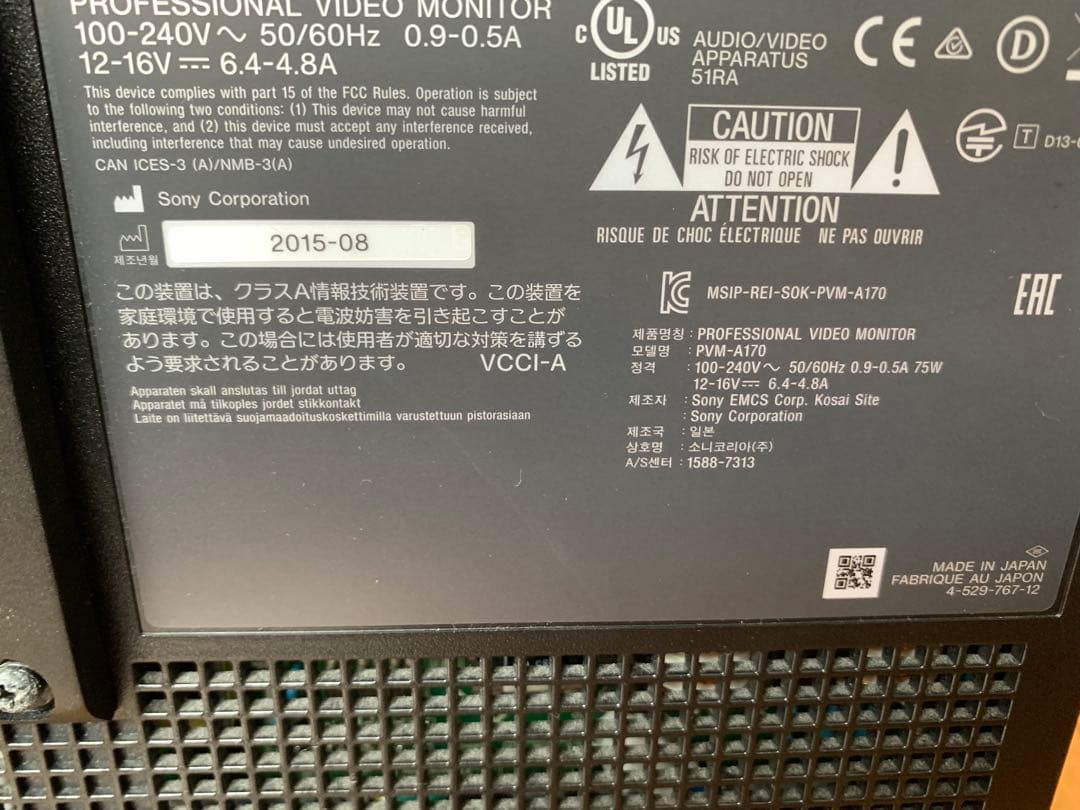 PROFESSIONAL VIDEO MONITOR
100-240V〜 50/60Hz 0.9-0.5A
12-16V⎓ 6.4-4.8A
This device complies with part 15 of the FCC Rules. Operation is subject
to the following two conditions: (1) This device may not cause harmful
interference, and (2) this device must accept any interference received,
including interference that may cause undesired operation.
CAN ICES-3 (A)/NMB-3(A)
Sony Corporation
제조년월
2015-08
この装置は、クラスA情報技術装置です。この装置を
家庭環境で使用すると電波妨害を引き起こすことが
あります。この場合には使用者が適切な対策を講ずる
よう要求されることがあります。 VCCI-A
Apparaten skall anslutas till jordat uttag
Apparatet må tilkoples jordet stikkontakt
Laite on liitettävä suojamaadoituskoskettimilla varustettuun pistorasiaan
C UL US
LISTED
AUDIO/VIDEO
APPARATUS
51RA
CE
D
CAUTION
RISK OF ELECTRIC SHOCK
DO NOT OPEN
ATTENTION
RISQUE DE CHOC ÉLECTRIQUE NE PAS OUVRIR
T D13-
MSIP-REI-SOK-PVM-A170
EAC
제품명칭 : PROFESSIONAL VIDEO MONITOR
모델명 : PVM-A170
정격 : 100-240V〜 50/60Hz 0.9-0.5A 75W
12-16V⎓ 6.4-4.8A
제조자 : Sony EMCS Corp. Kosai Site
: Sony Corporation
제조국 : 일본
상호명 : 소니코리아(주)
A/S센터 : 1588-7313
MADE IN JAPAN
FABRIQUE AU JAPON
4-529-767-12